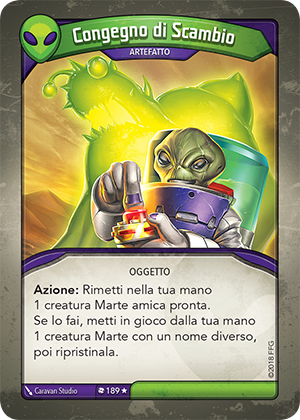 Congegno di Scambio
ARTEFATTO
OGGETTO
Azione: Rimetti nella tua mano
1 creatura Marte amica pronta.
Se lo fai, metti in gioco dalla tua mano
1 creatura Marte con un nome diverso,
poi ripristinala.
©2018 FFG
Caravan Studio
189